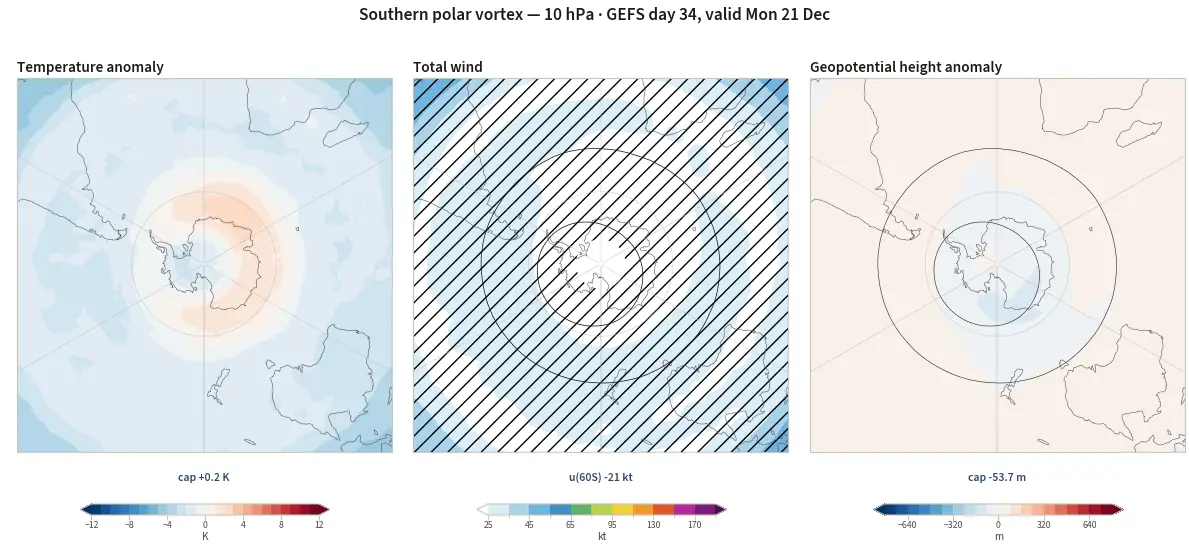 Southern polar vortex — 10 hPa · GEFS day 34, valid Mon 21 Dec
Temperature anomaly
Total wind
Geopotential height anomaly
cap +0.2 K
u(60S) -21 kt
cap -53.7 m
−12 −8 −4 0 4 8 12
K
25 45 65 95 130 170
kt
−640 −320 0 320 640
m